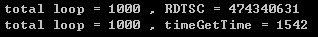 total loop = 1000 , RDTSC = 474340631
total loop = 1000 , timeGetTime = 1542